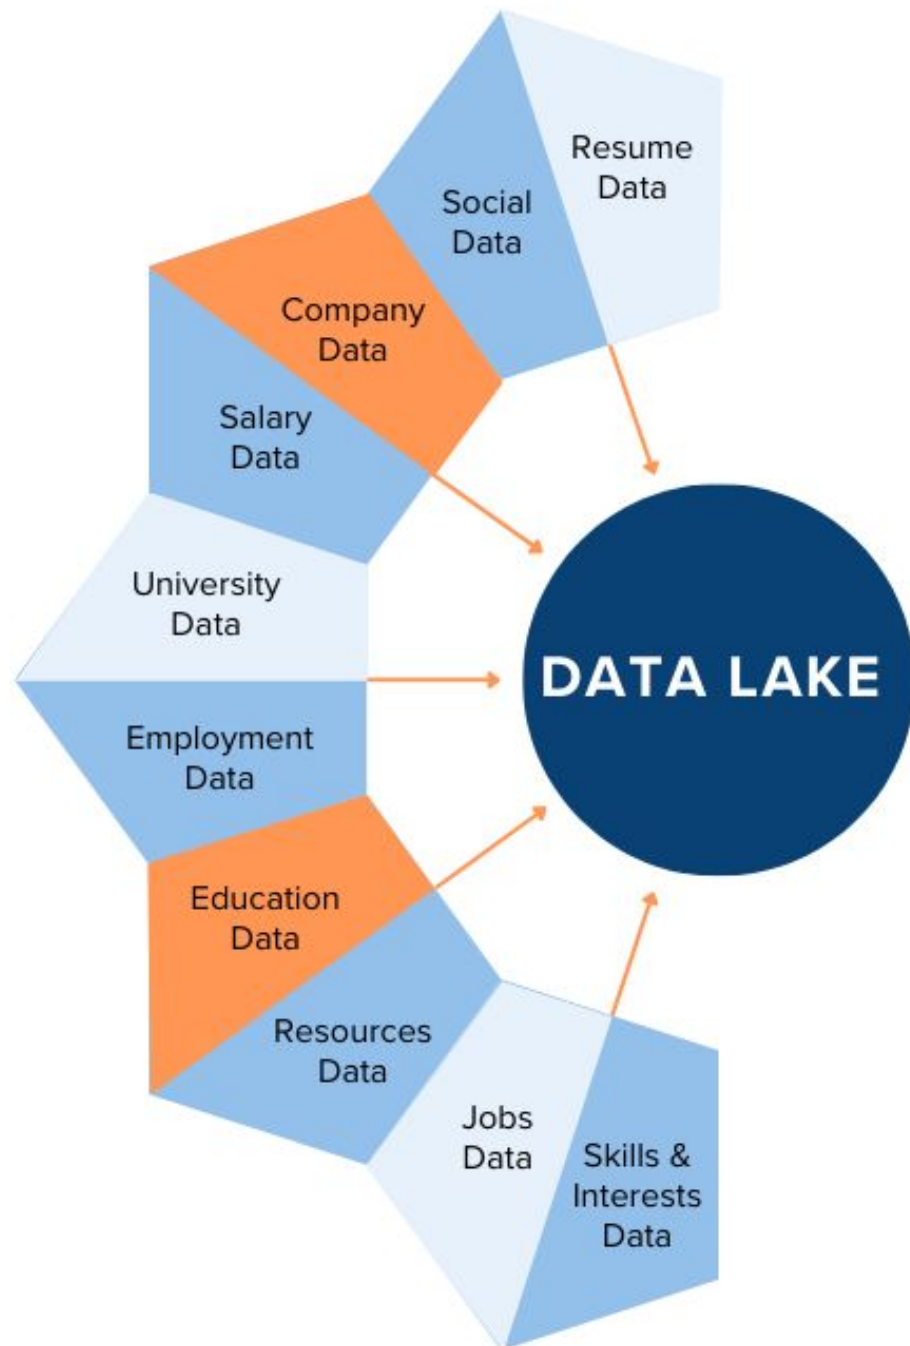 Resume
Data
Social
Data
Company
Data
Salary
Data
University
Data
DATA LAKE
Employment
Data
Education
Data
Resources
Data
Jobs
Data
Skills &
Interests
Data